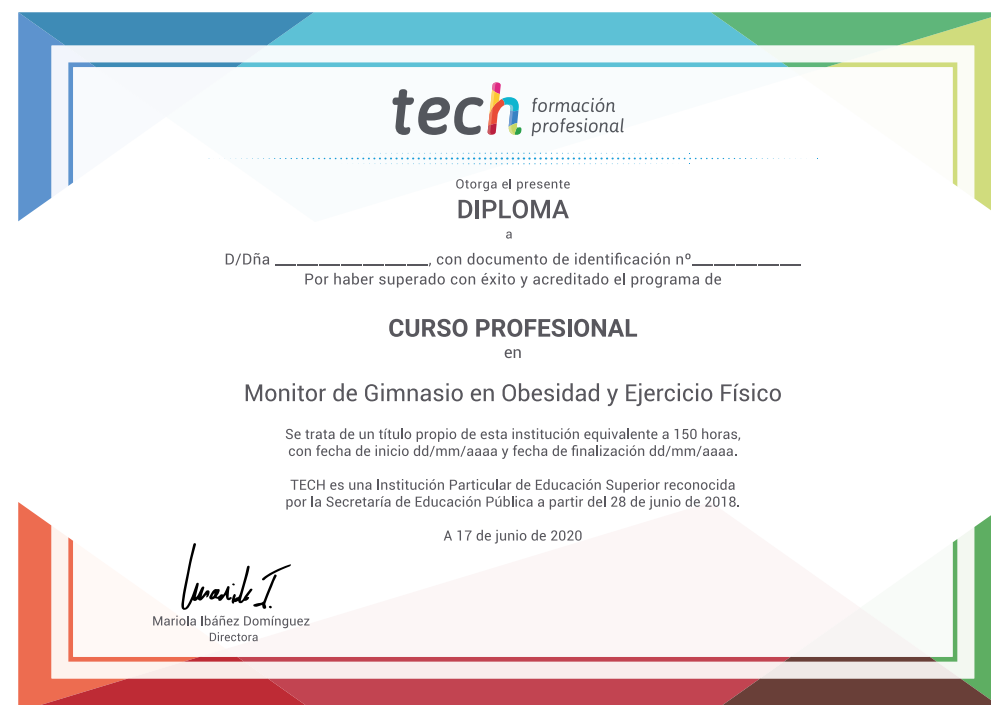 tech formación
profesional
Otorga el presente
DIPLOMA
a
D/Dña ______________, con documento de identificación nº__________
Por haber superado con éxito y acreditado el programa de
CURSO PROFESIONAL
en
Monitor de Gimnasio en Obesidad y Ejercicio Físico
Se trata de un título propio de esta institución equivalente a 150 horas,
con fecha de inicio dd/mm/aaaa y fecha de finalización dd/mm/aaaa.
TECH es una Institución Particular de Educación Superior reconocida
por la Secretaría de Educación Pública a partir del 28 de junio de 2018.
A 17 de junio de 2020
Mariola I.
Mariola Ibáñez Domínguez
Directora